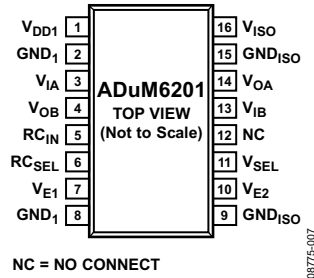 VDD1 1
GND1 2
VIA 3
VOB 4
RCIN 5
RCSEL 6
VE1 7
GND1 8
ADuM6201
TOP VIEW
(Not to Scale)
16 VISO
15 GNDISO
14 VOA
13 VIB
12 NC
11 VSEL
10 VE2
9 GNDISO
NC = NO CONNECT
08775-007